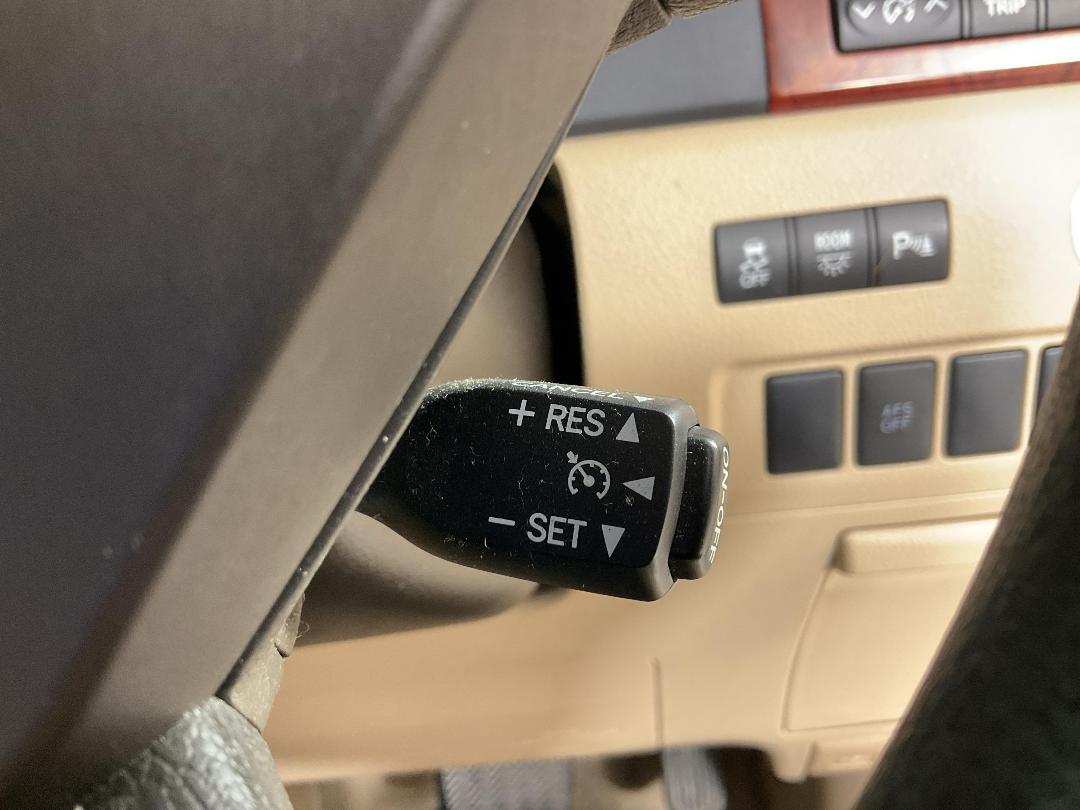 TRIP
OFF
ROOM
P
AFS
OFF
CANCEL
+ RES
- SET
ON-OFF